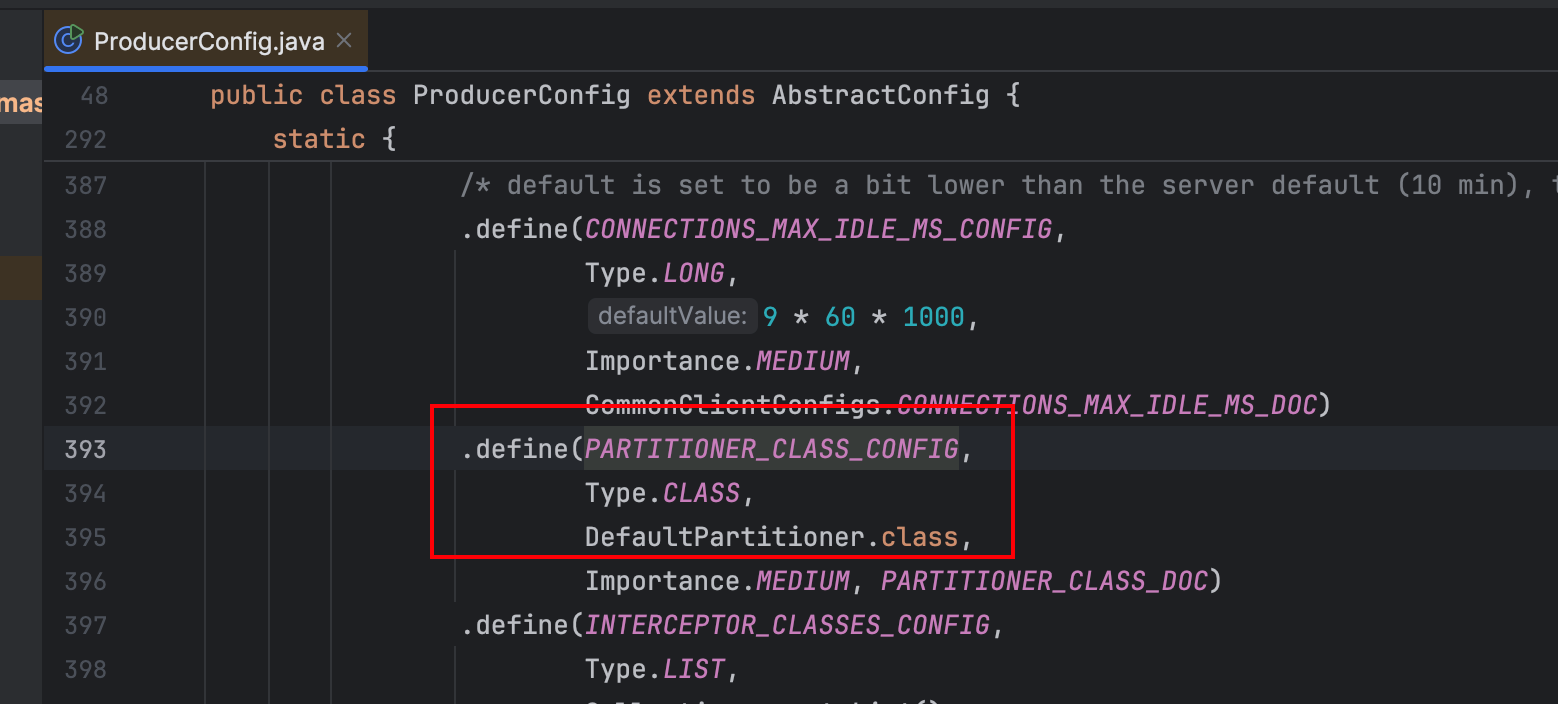 ProducerConfig.java
mas
48 public class ProducerConfig extends AbstractConfig {
292 static {
387 /* default is set to be a bit lower than the server default (10 min),
388 .define(CONNECTIONS_MAX_IDLE_MS_CONFIG,
389 Type.LONG,
390 defaultValue: 9 * 60 * 1000,
391 Importance.MEDIUM,
392 CommonClientConfigs.CONNECTIONS_MAX_IDLE_MS_DOC)
393 .define(PARTITIONER_CLASS_CONFIG,
394 Type.CLASS,
395 DefaultPartitioner.class,
396 Importance.MEDIUM, PARTITIONER_CLASS_DOC)
397 .define(INTERCEPTOR_CLASSES_CONFIG,
398 Type.LIST,